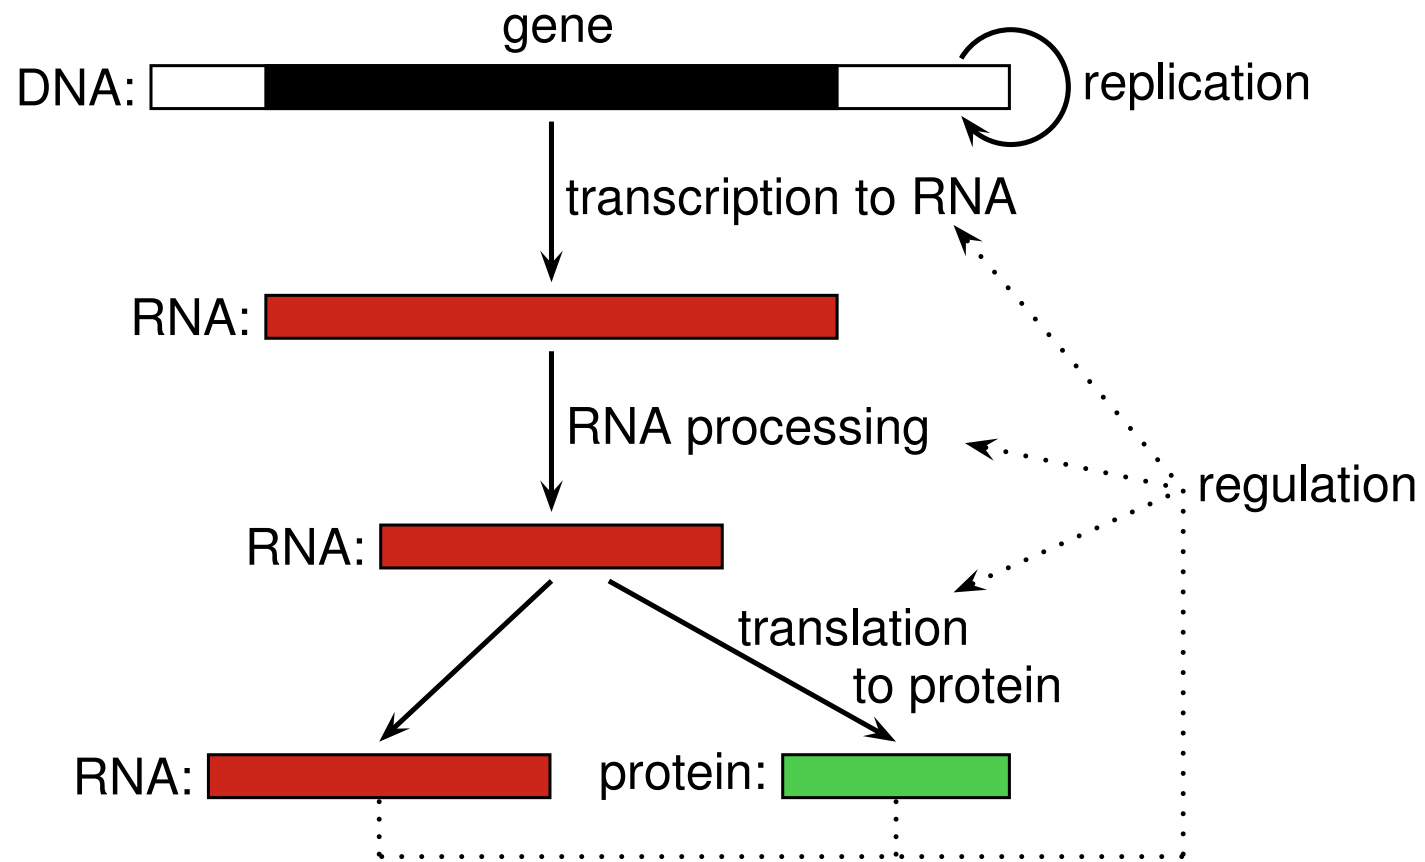 gene
DNA:
replication
transcription to RNA
RNA:
RNA processing
regulation
RNA:
translation
to protein
RNA:
protein: